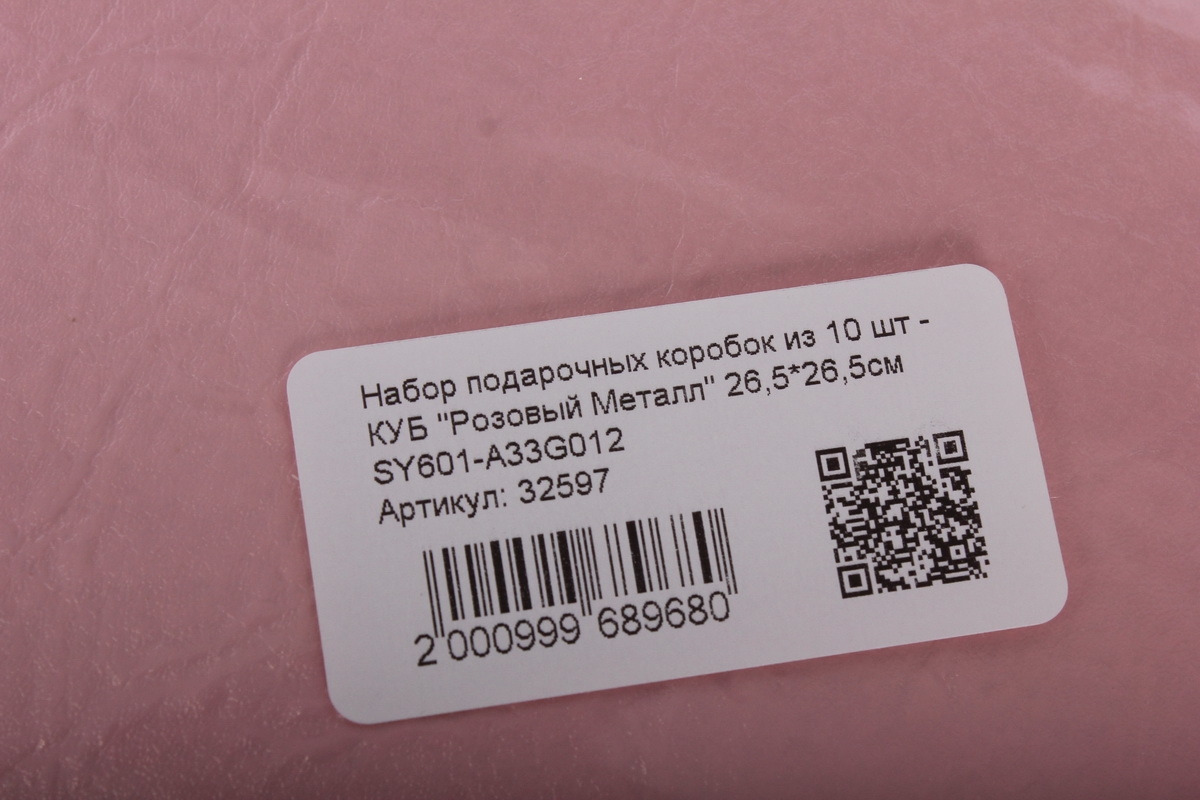 Набор подарочных коробок из 10 шт -
КУБ "Розовый Металл" 26,5*26,5см
SY601-A33G012
Артикул: 32597
2 000999 689680